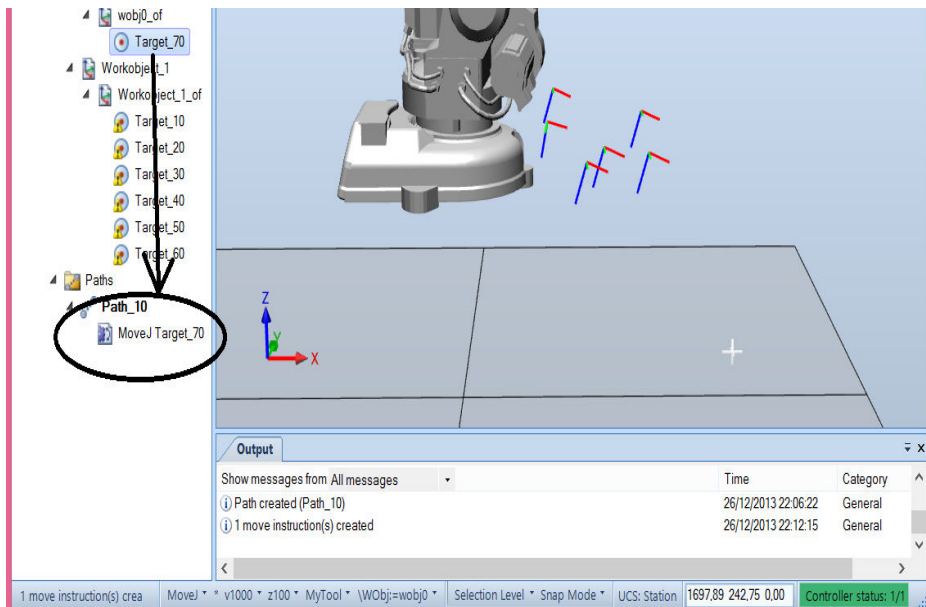 wobj0_of
Target_70
Workobject_1
Workobject_1_of
Target_10
Target_20
Target_30
Target_40
Target_50
Target_60
Paths
Path_10
MoveJ Target_70
Z
Y
X
Output
Show messages from All messages
Time
Category
Path created (Path_10)
26/12/2013 22:06:22
General
1 move instruction(s) created
26/12/2013 22:12:15
General
1 move instruction(s) crea
MoveJ * v1000 z100 MyTool \WObj:=wobj0
Selection Level Snap Mode
UCS: Station
1697,89 242,75 0,00
Controller status: 1/1